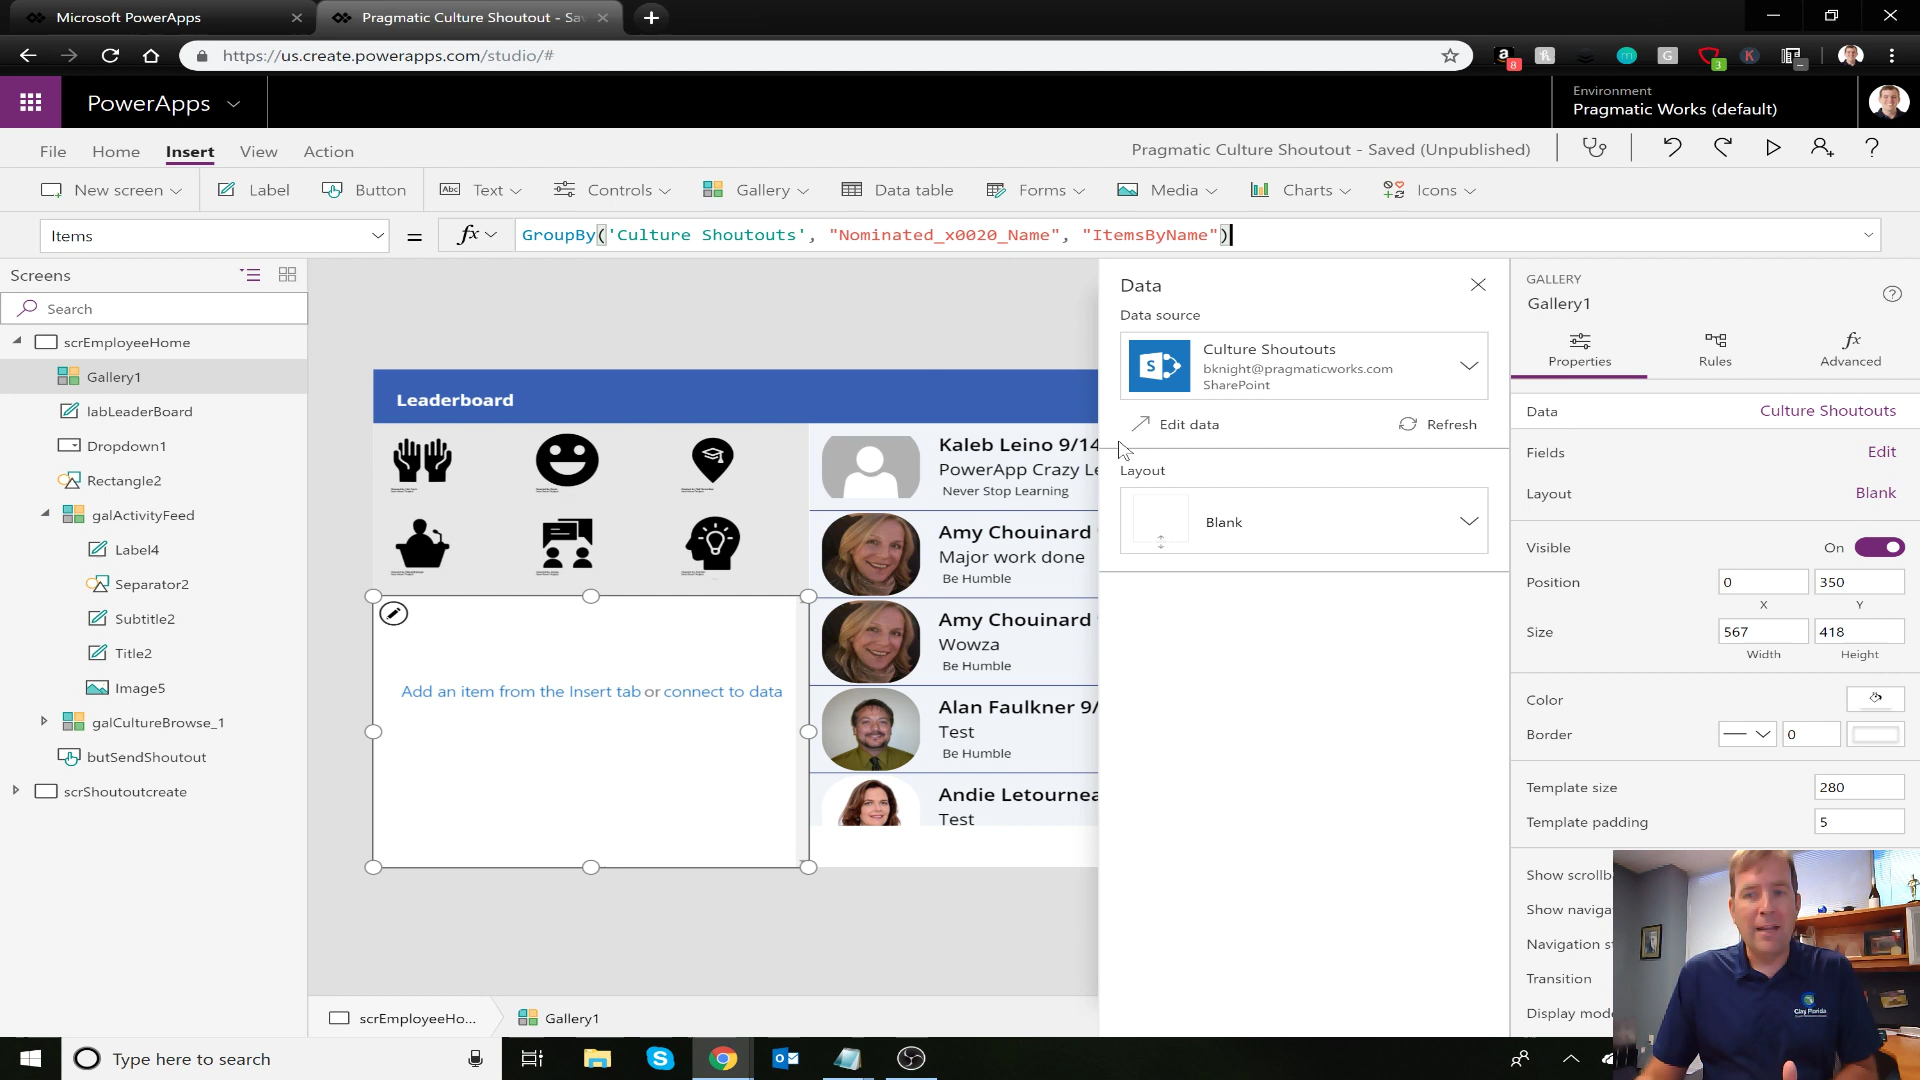 Microsoft PowerApps
Pragmatic Culture Shoutout - Sa
https://us.create.powerapps.com/studio/#
PowerApps
Environment
Pragmatic Works (default)
File Home Insert View Action
Pragmatic Culture Shoutout - Saved (Unpublished)
New screen Label Button Text Controls Gallery Data table Forms Media Charts Icons
Items = fx GroupBy('Culture Shoutouts', "Nominated_x0020_Name", "ItemsByName")
Screens
Search
scrEmployeeHome
Gallery1
labLeaderBoard
Dropdown1
Rectangle2
galActivityFeed
Label4
Separator2
Subtitle2
Title2
Image5
galCultureBrowse_1
butSendShoutout
scrShoutoutcreate
Leaderboard
Add an item from the Insert tab or connect to data
Kaleb Leino 9/14
PowerApp Crazy Le
Never Stop Learning
Amy Chouinard
Major work done
Be Humble
Amy Chouinard
Wowza
Be Humble
Alan Faulkner 9/
Test
Be Humble
Andie Letournea
Test
scrEmployeeHo...
Gallery1
Data
Data source
Culture Shoutouts
bknight@pragmaticworks.com
SharePoint
Edit data
Refresh
Layout
Blank
GALLERY
Gallery1
Properties Rules Advanced
Data Culture Shoutouts
Fields Edit
Layout Blank
Visible On
Position 0 350
X Y
Size 567 418
Width Height
Color
Border 0
Template size 280
Template padding 5
Show scrollb
Show naviga
Navigation st
Transition
Display mod
Clay Florida
Type here to search